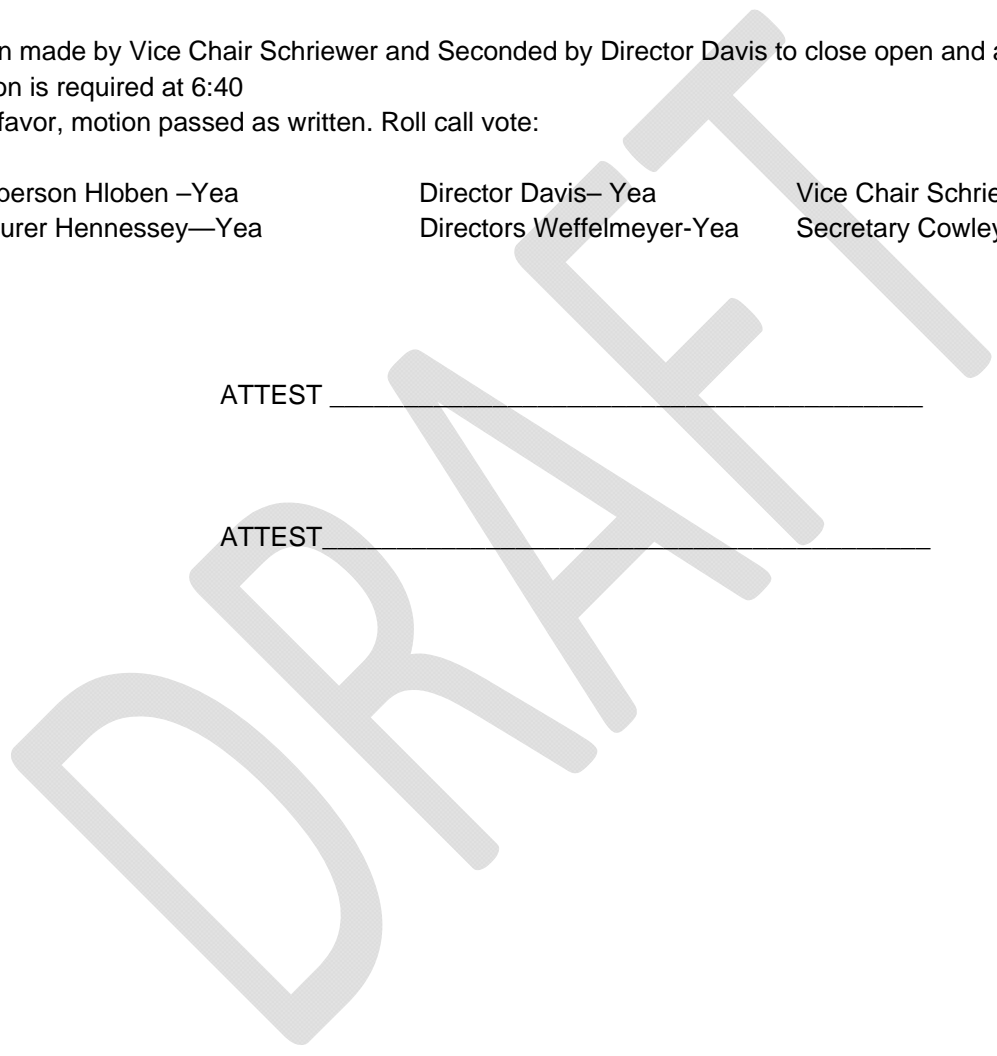 n made by Vice Chair Schriewer and Seconded by Director Davis to close open and a
on is required at 6:40
favor, motion passed as written. Roll call vote:
person Hloben –Yea Director Davis– Yea Vice Chair Schrie
urer Hennessey—Yea Directors Weffelmeyer-Yea Secretary Cowley
ATTEST ________________________________________
ATTEST_________________________________________
DRAFT